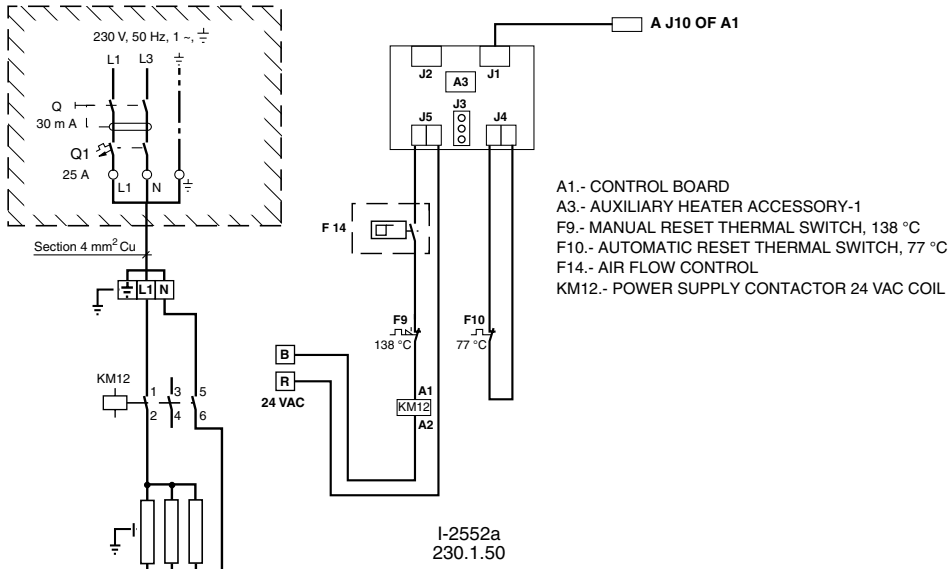 230 V, 50 Hz, 1 ~,
L1 L3
Q
30 m A
Q1
25 A
L1 N
Section 4 mm² Cu
L1 N
KM12
1 3 5
2 4 6
A J10 OF A1
J2 J1
A3
J3
J5 J4
F 14
F9
138 °C
F10
77 °C
B
R
24 VAC
A1
KM12
A2
A1.- CONTROL BOARD
A3.- AUXILIARY HEATER ACCESSORY-1
F9.- MANUAL RESET THERMAL SWITCH, 138 °C
F10.- AUTOMATIC RESET THERMAL SWITCH, 77 °C
F14.- AIR FLOW CONTROL
KM12.- POWER SUPPLY CONTACTOR 24 VAC COIL
I-2552a
230.1.50